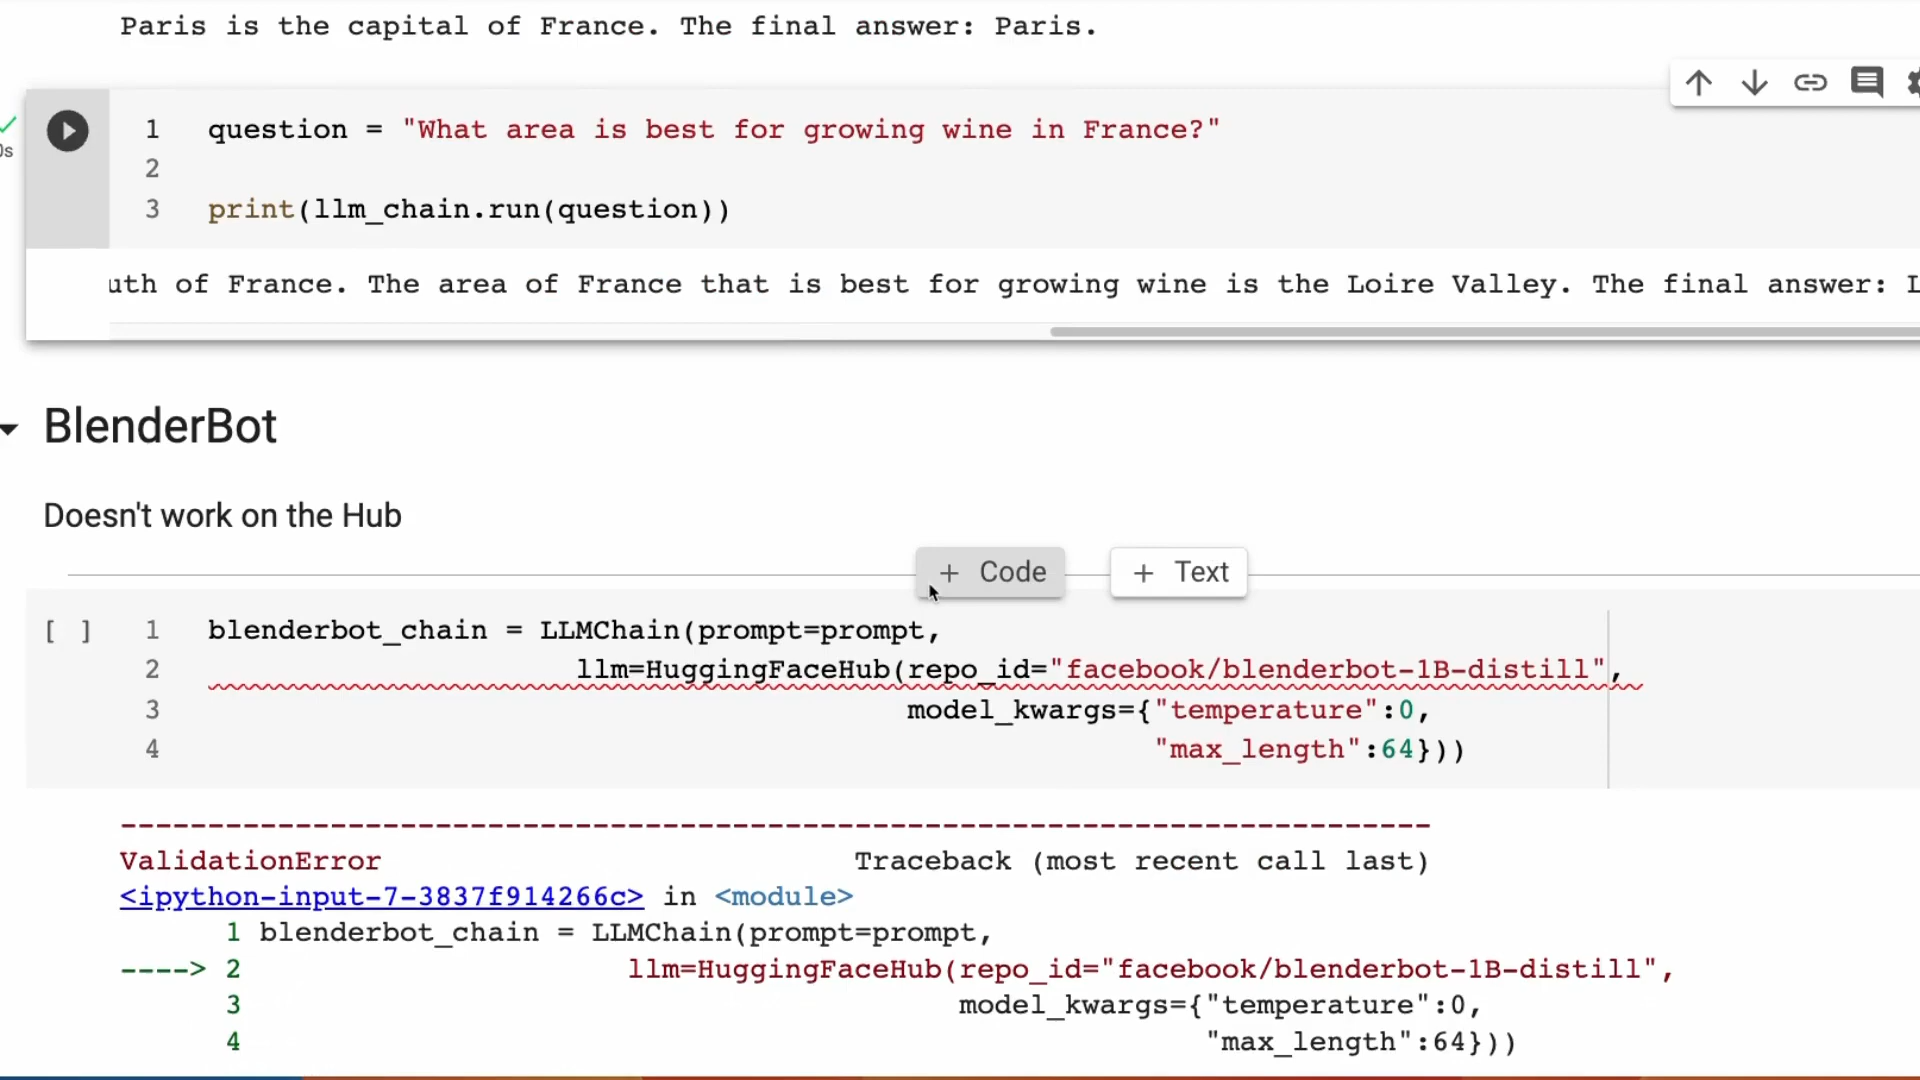 Paris is the capital of France. The final answer: Paris.
1 question = "What area is best for growing wine in France?"
2
3 print(llm_chain.run(question))
uth of France. The area of France that is best for growing wine is the Loire Valley. The final answer: L
BlenderBot
Doesn't work on the Hub
+ Code + Text
[ ] 1 blenderbot_chain = LLMChain(prompt=prompt,
2 llm=HuggingFaceHub(repo_id="facebook/blenderbot-1B-distill",
3 model_kwargs={"temperature":0,
4 "max_length":64}))
---------------------------------------------------------------------------
ValidationError Traceback (most recent call last)
<ipython-input-7-3837f914266c> in <module>
1 blenderbot_chain = LLMChain(prompt=prompt,
----> 2 llm=HuggingFaceHub(repo_id="facebook/blenderbot-1B-distill",
3 model_kwargs={"temperature":0,
4 "max_length":64}))